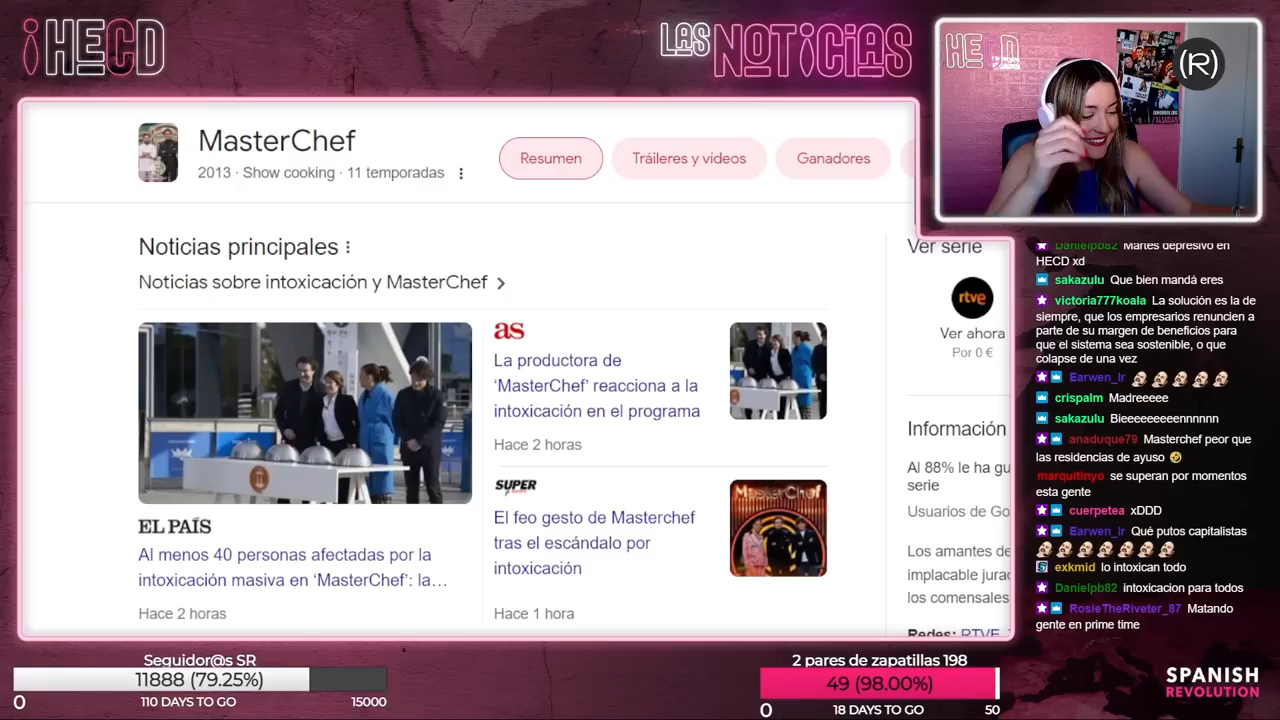 ¡HECD
LAS NOTICIAS
HECD
(R)
MasterChef
2013 · Show cooking · 11 temporadas
Resumen
Tráileres y videos
Ganadores
Noticias principales
Noticias sobre intoxicación y MasterChef
EL PAÍS
Al menos 40 personas afectadas por la
intoxicación masiva en ‘MasterChef’: la…
Hace 2 horas
as
La productora de
‘MasterChef’ reacciona a la
intoxicación en el programa
Hace 2 horas
SUPER
El feo gesto de Masterchef
tras el escándalo por
intoxicación
Hace 1 hora
MasterChef
Ver serie
rtve
Ver ahora
Por 0 €
Información
Al 88% le ha gu
serie
Usuarios de Go
Los amantes de
implacable jura
los comensales
Redes: RTVE
Danielpb82 Martes depresivo en
HECD xd
sakazulu Que bien mandá eres
victoria777koala La solución es la de
siempre, que los empresarios renuncien a
parte de su margen de beneficios para
que el sistema sea sostenible, o que
colapse de una vez
Earwen_Ir
crispalm Madreeeee
sakazulu Bieeeeeeeeennnnnn
anaduque79 Masterchef peor que
las residencias de ayuso 🤣
marquitinyo se superan por momentos
esta gente
cuerpetea xDDD
Earwen_Ir Qué putos capitalistas
exkmid lo intoxican todo
Danielpb82 intoxicacion para todos
RosieTheRiveter_87 Matando
gente en prime time
Seguidor@s SR
11888 (79.25%)
0 110 DAYS TO GO 15000
2 pares de zapatillas 198
49 (98.00%)
0 18 DAYS TO GO 50
SPANISH
REVOLUTION